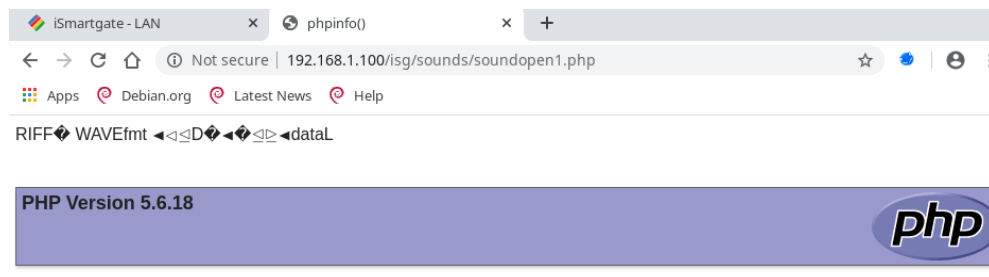 iSmartgate - LAN
phpinfo()
Not secure | 192.168.1.100/isg/sounds/soundopen1.php
Apps Debian.org Latest News Help
RIFF� WAVEfmt ◄◁⊴D�◄�⊴⊵◄dataL
PHP Version 5.6.18
php